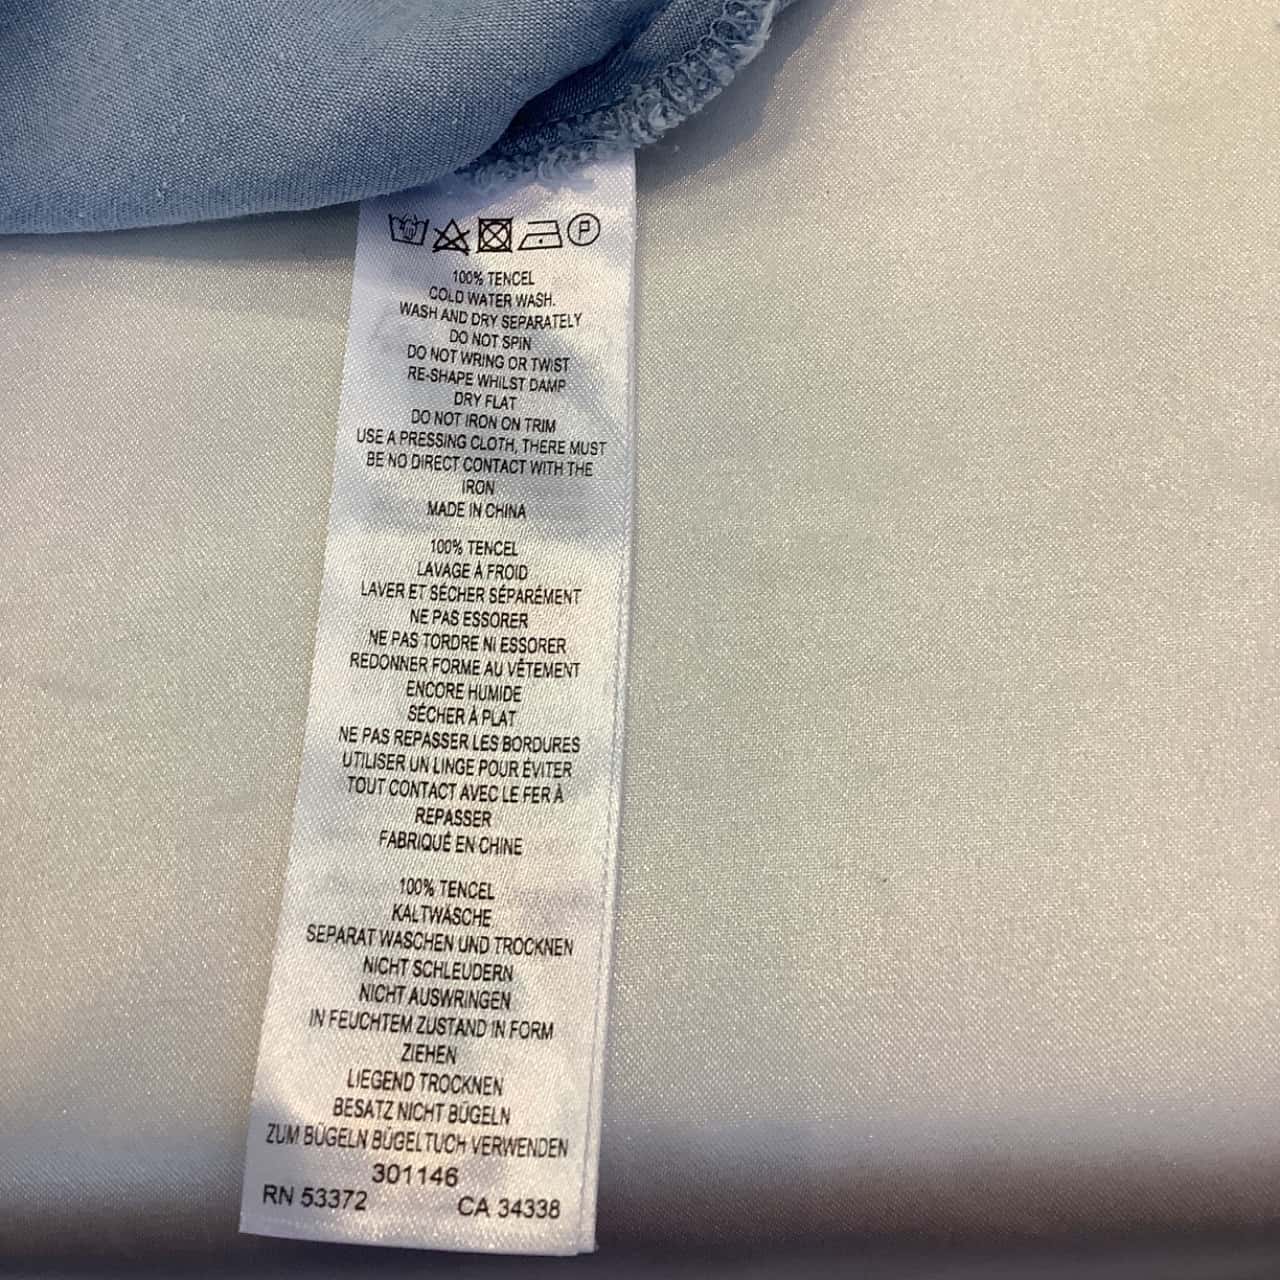 P
100% TENCEL
COLD WATER WASH.
WASH AND DRY SEPARATELY
DO NOT SPIN
DO NOT WRING OR TWIST
RE-SHAPE WHILST DAMP
DRY FLAT
DO NOT IRON ON TRIM
USE A PRESSING CLOTH, THERE MUST
BE NO DIRECT CONTACT WITH THE
IRON
MADE IN CHINA
100% TENCEL
LAVAGE À FROID
LAVER ET SÉCHER SÉPARÉMENT
NE PAS ESSORER
NE PAS TORDRE NI ESSORER
REDONNER FORME AU VÊTEMENT
ENCORE HUMIDE
SÉCHER À PLAT
NE PAS REPASSER LES BORDURES
UTILISER UN LINGE POUR ÉVITER
TOUT CONTACT AVEC LE FER À
REPASSER
FABRIQUÉ EN CHINE
100% TENCEL
KALTWÄSCHE
SEPARAT WASCHEN UND TROCKNEN
NICHT SCHLEUDERN
NICHT AUSWRINGEN
IN FEUCHTEM ZUSTAND IN FORM
ZIEHEN
LIEGEND TROCKNEN
BESATZ NICHT BÜGELN
ZUM BÜGELN BÜGELTUCH VERWENDEN
301146
RN 53372 CA 34338